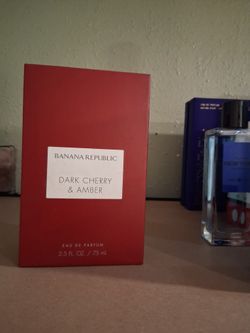 BANANA REPUBLIC
DARK CHERRY
& AMBER
EAU DE PARFUM
2.5 FL OZ / 75 ml